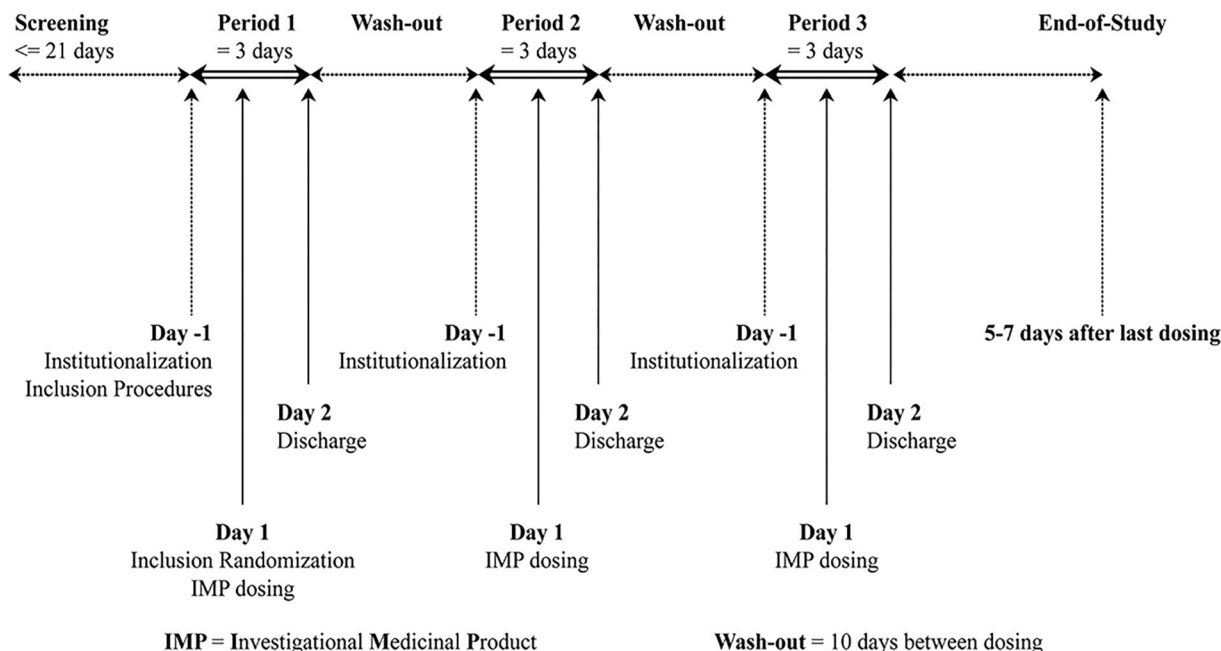 Screening
<= 21 days
Period 1
= 3 days
Wash-out
Period 2
= 3 days
Wash-out
Period 3
= 3 days
End-of-Study
Day -1
Institutionalization
Inclusion Procedures
Day 2
Discharge
Day 1
Inclusion Randomization
IMP dosing
Day -1
Institutionalization
Day 2
Discharge
Day 1
IMP dosing
Day -1
Institutionalization
Day 2
Discharge
Day 1
IMP dosing
5-7 days after last dosing
IMP = Investigational Medicinal Product
Wash-out = 10 days between dosing